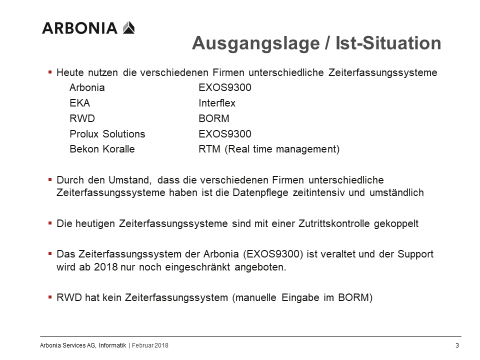 ARBONIA
Ausgangslage / Ist-Situation
Heute nutzen die verschiedenen Firmen unterschiedliche Zeiterfassungssysteme
Arbonia EXOS9300
EKA Interflex
RWD BORM
Prolux Solutions EXOS9300
Bekon Koralle RTM (Real time management)
Durch den Umstand, dass die verschiedenen Firmen unterschiedliche
Zeiterfassungssysteme haben ist die Datenpflege zeitintensiv und umständlich
Die heutigen Zeiterfassungssysteme sind mit einer Zutrittskontrolle gekoppelt
Das Zeiterfassungssystem der Arbonia (EXOS9300) ist veraltet und der Support
wird ab 2018 nur noch eingeschränkt angeboten.
RWD hat kein Zeiterfassungssystem (manuelle Eingabe im BORM)
Arbonia Services AG, Informatik | Februar 2018 3